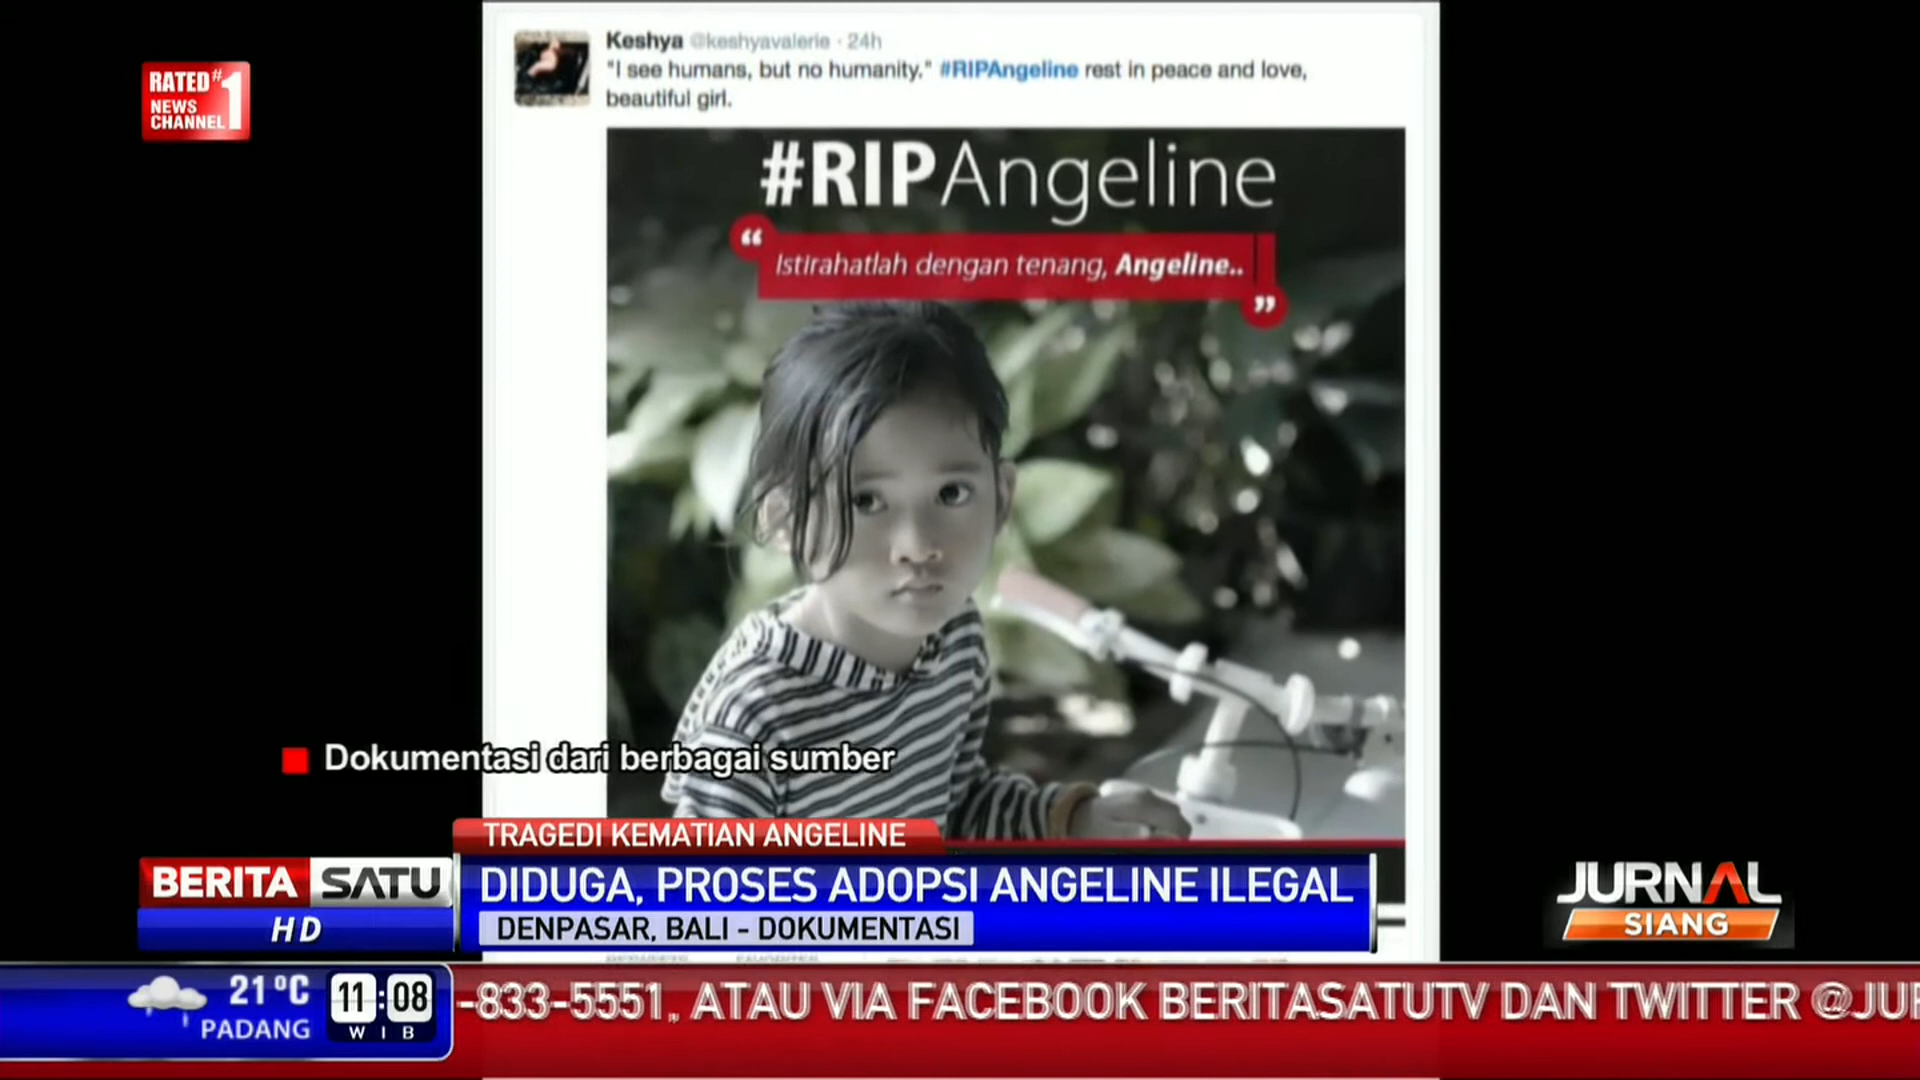 Keshya @keshyavalerie · 24h
"I see humans, but no humanity." #RIPAngeline rest in peace and love,
beautiful girl.
RATED #1
NEWS
CHANNEL
#RIPAngeline
“ Istirahatlah dengan tenang, Angeline.. ”
Dokumentasi dari berbagai sumber
TRAGEDI KEMATIAN ANGELINE
BERITA SATU
HD
DIDUGA, PROSES ADOPSI ANGELINE ILEGAL
DENPASAR, BALI - DOKUMENTASI
JURNAL
SIANG
21°C
PADANG
11:08
WIB
-833-5551, ATAU VIA FACEBOOK BERITASATUTV DAN TWITTER @JUR